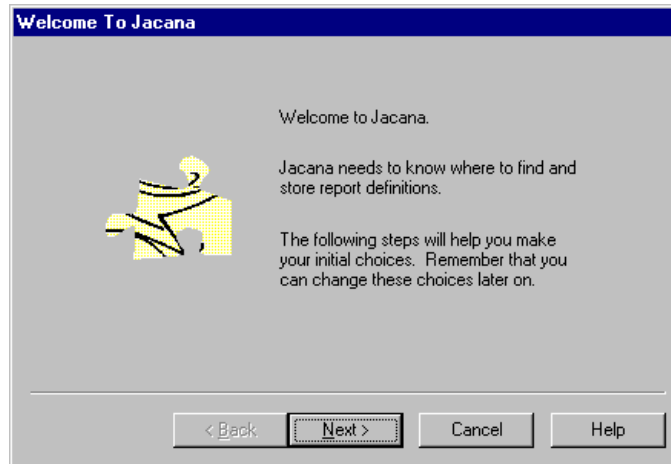 Welcome To Jacana
Welcome to Jacana.
Jacana needs to know where to find and
store report definitions.
The following steps will help you make
your initial choices.  Remember that you
can change these choices later on.
< Back
Next >
Cancel
Help